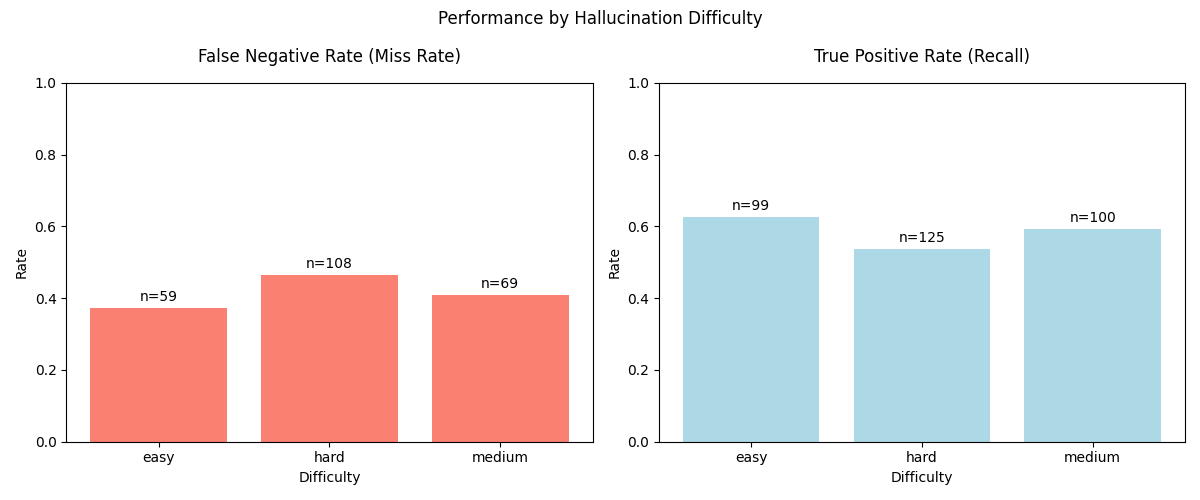 Performance by Hallucination Difficulty
False Negative Rate (Miss Rate)
1.0
0.8
0.6
0.4
0.2
0.0
Rate
n=59
n=108
n=69
easy
hard
medium
Difficulty
True Positive Rate (Recall)
1.0
0.8
0.6
0.4
0.2
0.0
Rate
n=99
n=125
n=100
easy
hard
medium
Difficulty